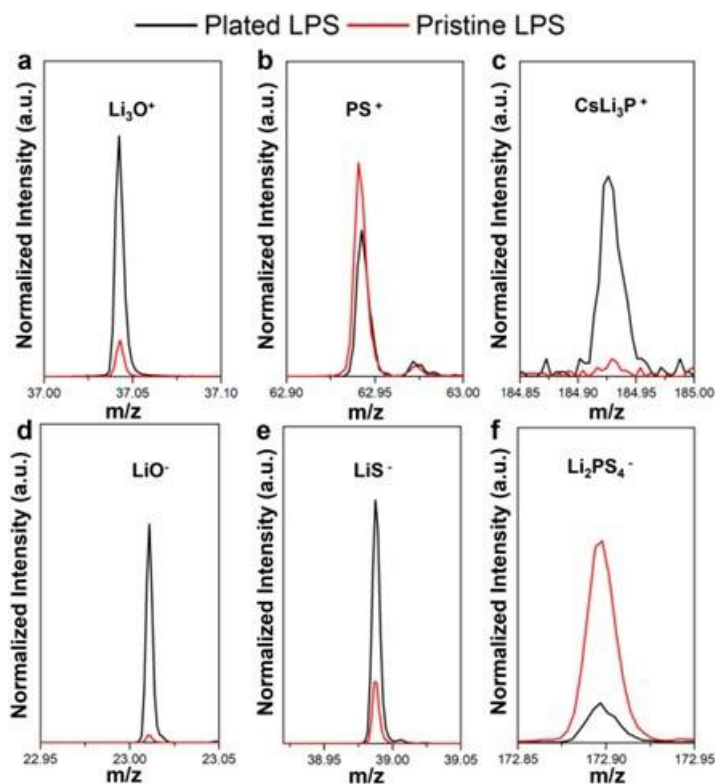 Plated LPS Pristine LPS
a b c
Li₃O⁺ PS⁺ CsLi₃P⁺
Normalized Intensity (a.u.) Normalized Intensity (a.u.) Normalized Intensity (a.u.)
37.00 37.05 37.10 62.90 62.95 63.00 184.85 184.90 184.95 185.00
m/z m/z m/z
d e f
LiO⁻ LiS⁻ Li₂PS₄⁻
Normalized Intensity (a.u.) Normalized Intensity (a.u.) Normalized Intensity (a.u.)
22.95 23.00 23.05 38.95 39.00 39.05 172.85 172.90 172.95
m/z m/z m/z